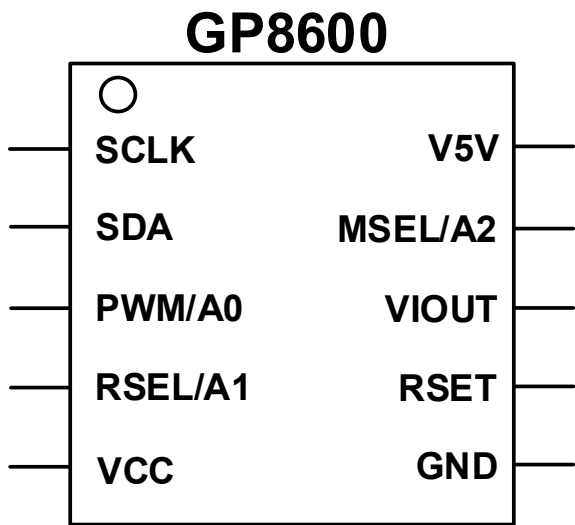 GP8600
SCLK V5V
SDA MSEL/A2
PWM/A0 VIOUT
RSEL/A1 RSET
VCC GND